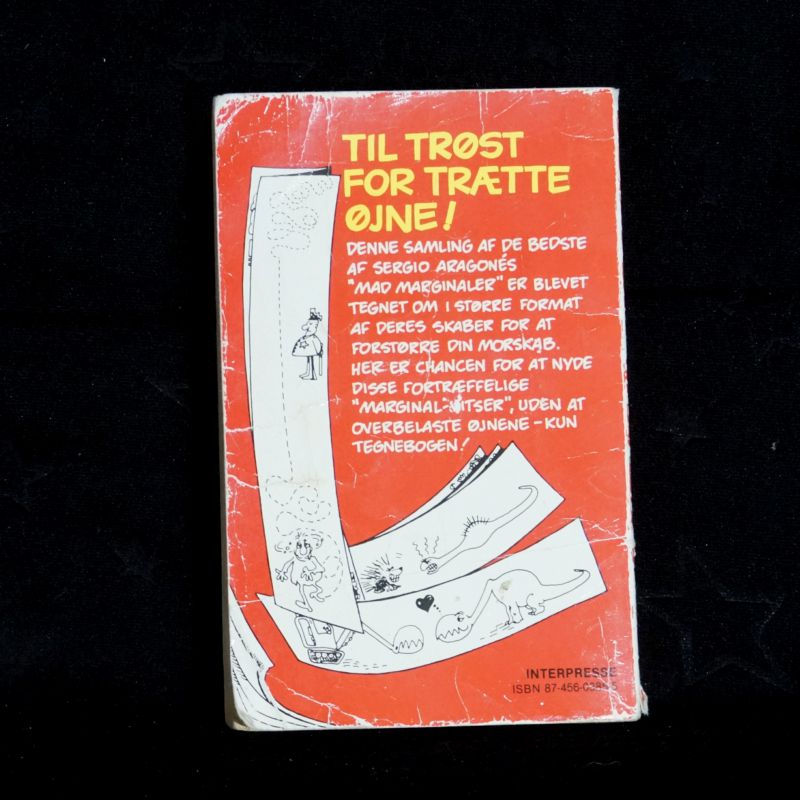 TIL TRØST
FOR TRÆTTE
ØJNE!
DENNE SAMLING AF DE BEDSTE
AF SERGIO ARAGONÉS
"MAD MARGINALER" ER BLEVET
TEGNET OM I STØRRE FORMAT
AF DERES SKABER FOR AT
FORSTØRRE DIN MORSKAB.
HER ER CHANCEN FOR AT NYDE
DISSE FORTRÆFFELIGE
"MARGINAL-VITSER", UDEN AT
OVERBELASTE ØJNENE – KUN
TEGNEBOGEN!
INTERPRESSE
ISBN